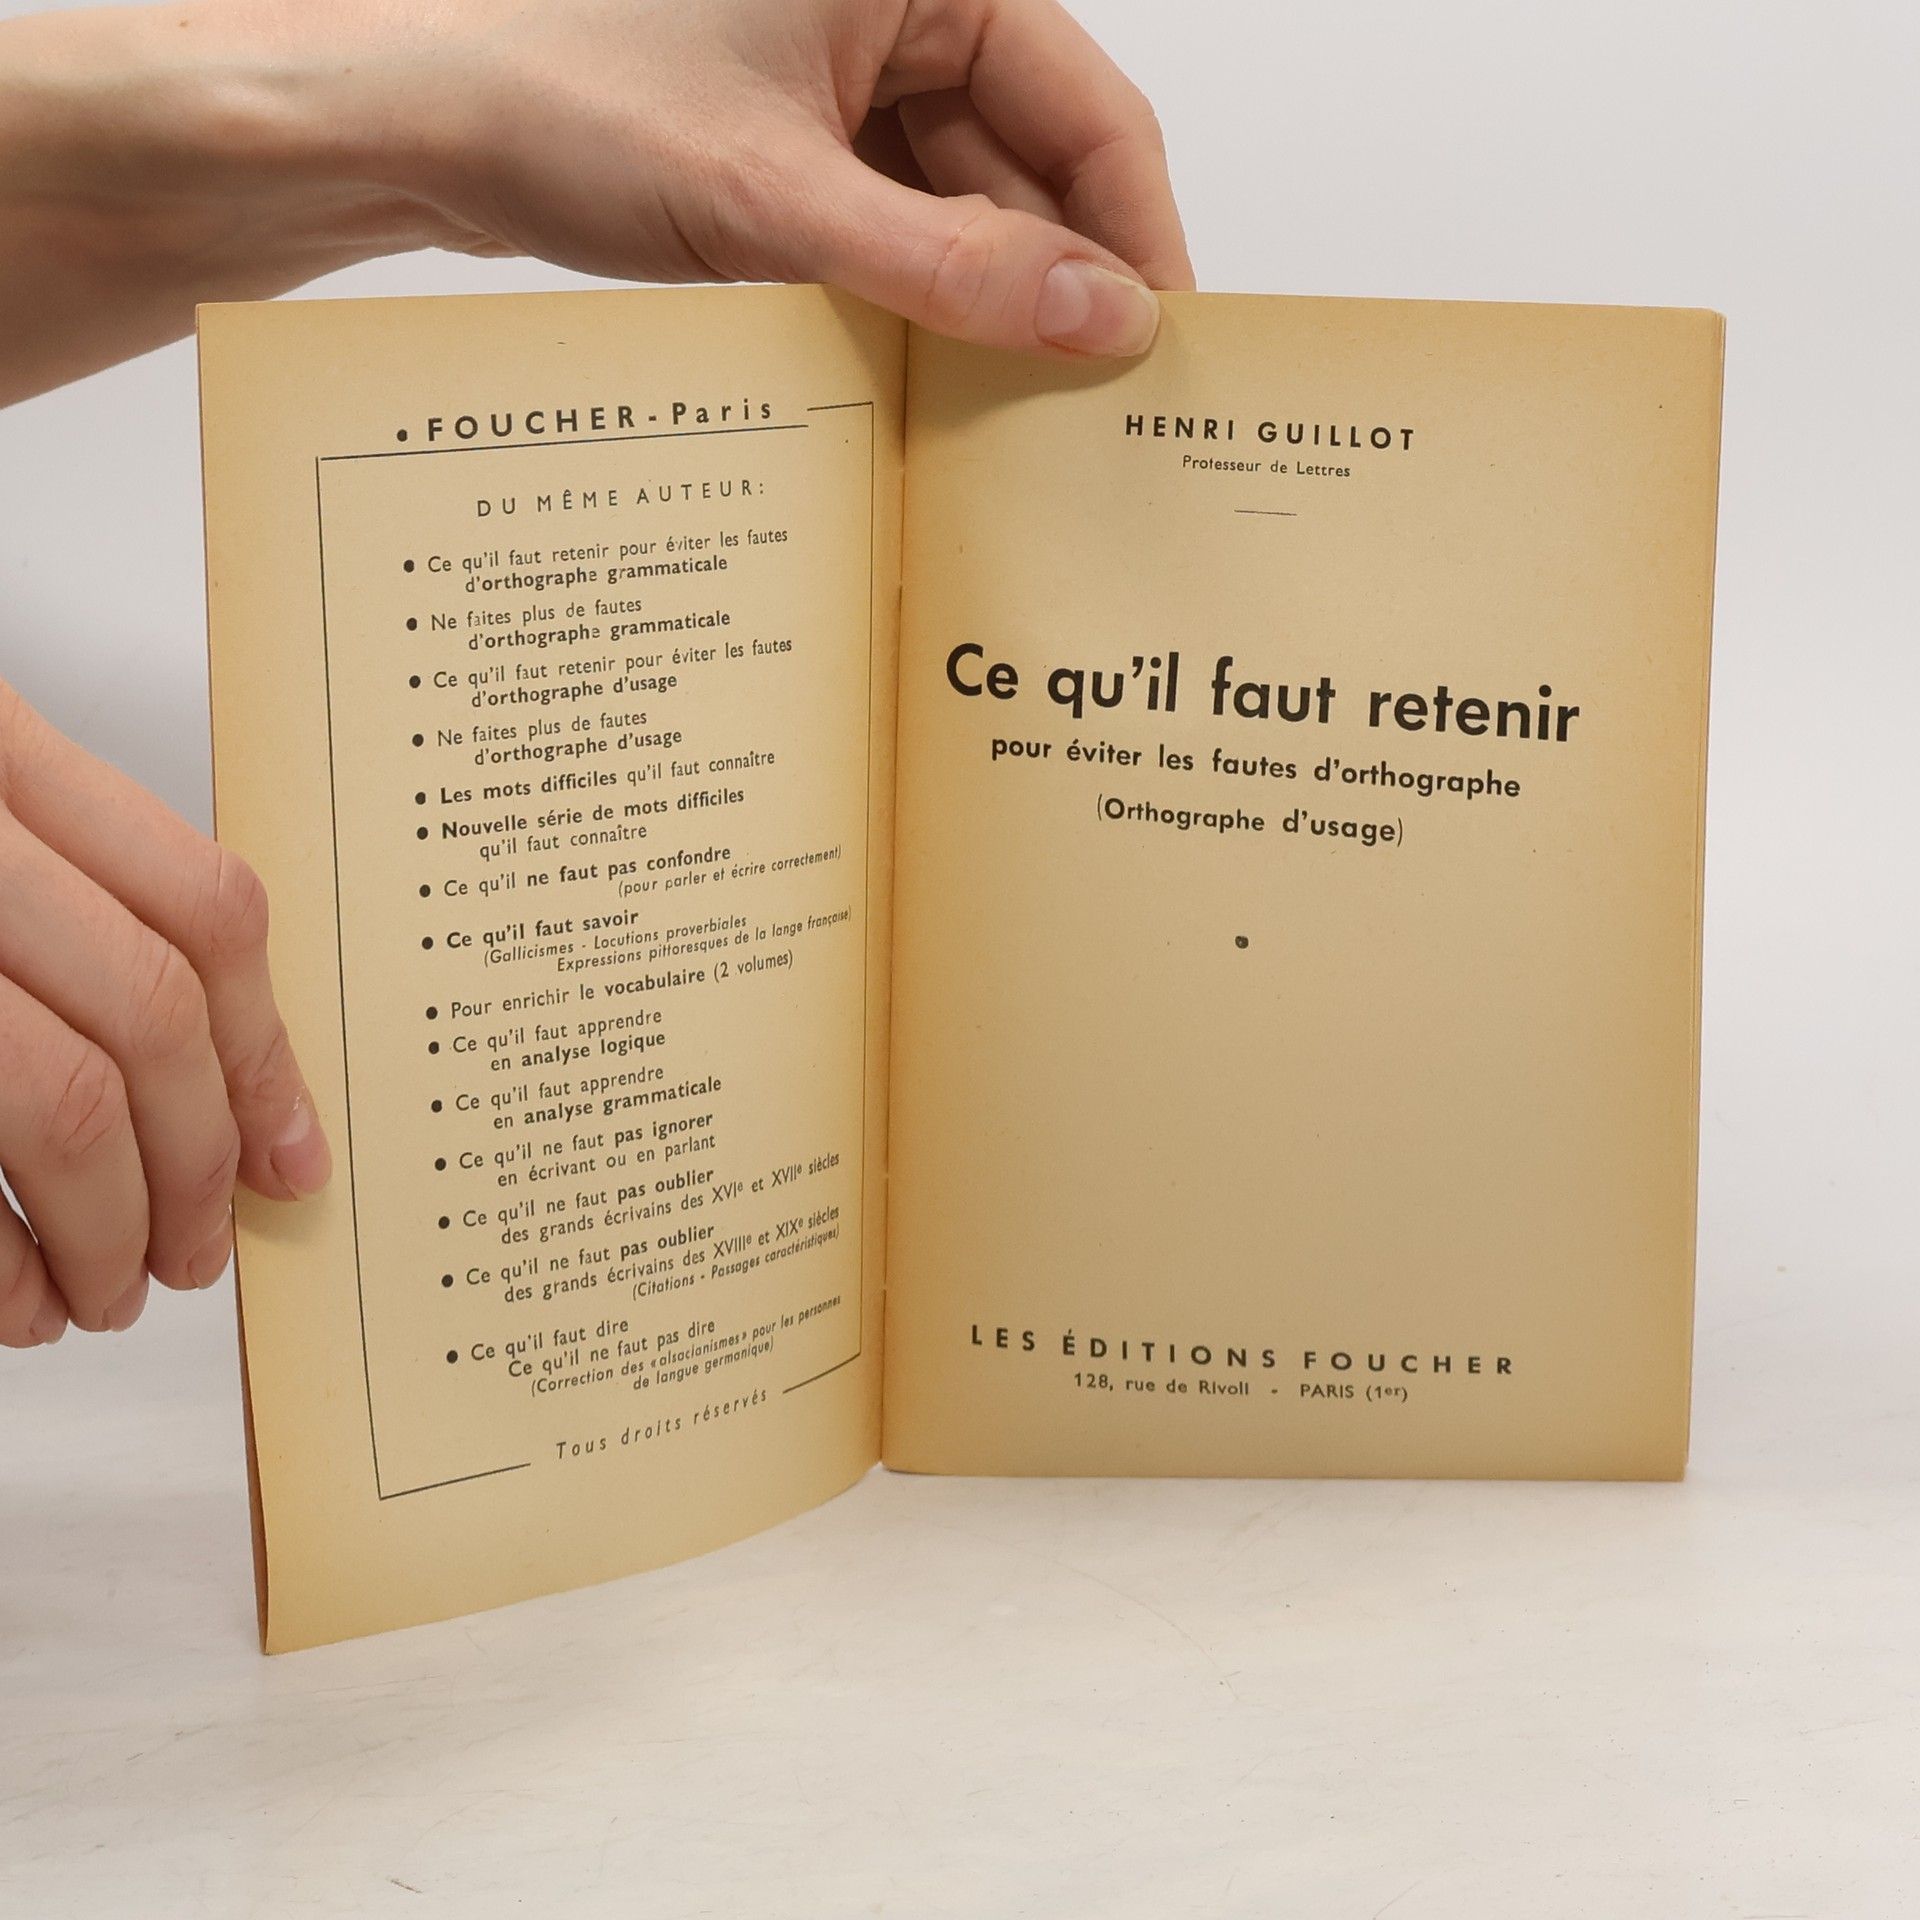 • FOUCHER - Paris
DU MÊME AUTEUR:
• Ce qu'il faut retenir pour éviter les fautes
d'orthographe grammaticale
• Ne faites plus de fautes
d'orthographe grammaticale
• Ce qu'il faut retenir pour éviter les fautes
d'orthographe d'usage
• Ne faites plus de fautes
d'orthographe d'usage
• Les mots difficiles qu'il faut connaître
• Nouvelle série de mots difficiles
qu'il faut connaître
• Ce qu'il ne faut pas confondre
(pour parler et écrire correctement)
• Ce qu'il faut savoir
(Gallicismes - Locutions proverbiales
Expressions pittoresques de la lange française)
• Pour enrichir le vocabulaire (2 volumes)
• Ce qu'il faut apprendre
en analyse logique
• Ce qu'il faut apprendre
en analyse grammaticale
• Ce qu'il ne faut pas ignorer
en écrivant ou en parlant
• Ce qu'il ne faut pas oublier
des grands écrivains des XVIe et XVIIe siècles
• Ce qu'il ne faut pas oublier
des grands écrivains des XVIIIe et XIXe siècles
(Citations - Passages caractéristiques)
• Ce qu'il faut dire
Ce qu'il ne faut pas dire
(Correction des «alsacianismes» pour les personnes
de langue germanique)
Tous droits réservés
HENRI GUILLOT
Professeur de Lettres
Ce qu'il faut retenir
pour éviter les fautes d'orthographe
(Orthographe d'usage)
LES ÉDITIONS FOUCHER
128, rue de Rivoli - PARIS (1er)